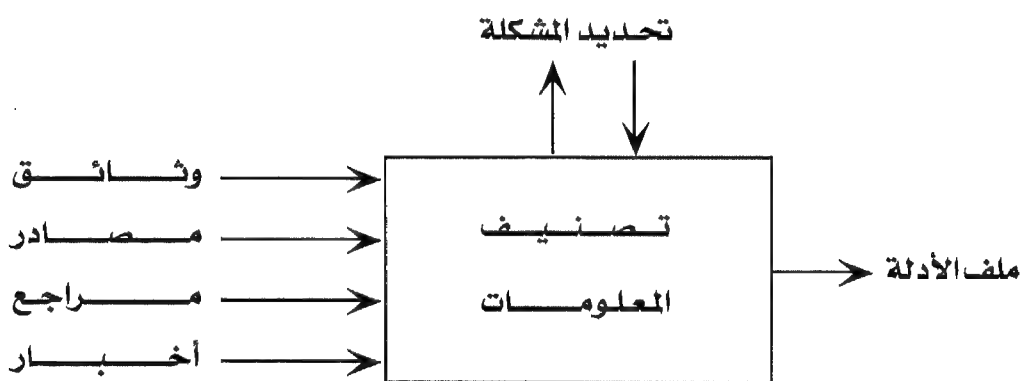 تحديد المشكلة
وثائق
مصادر
مراجع
أخبار
تصنيف
المعلومات
ملف الأدلة